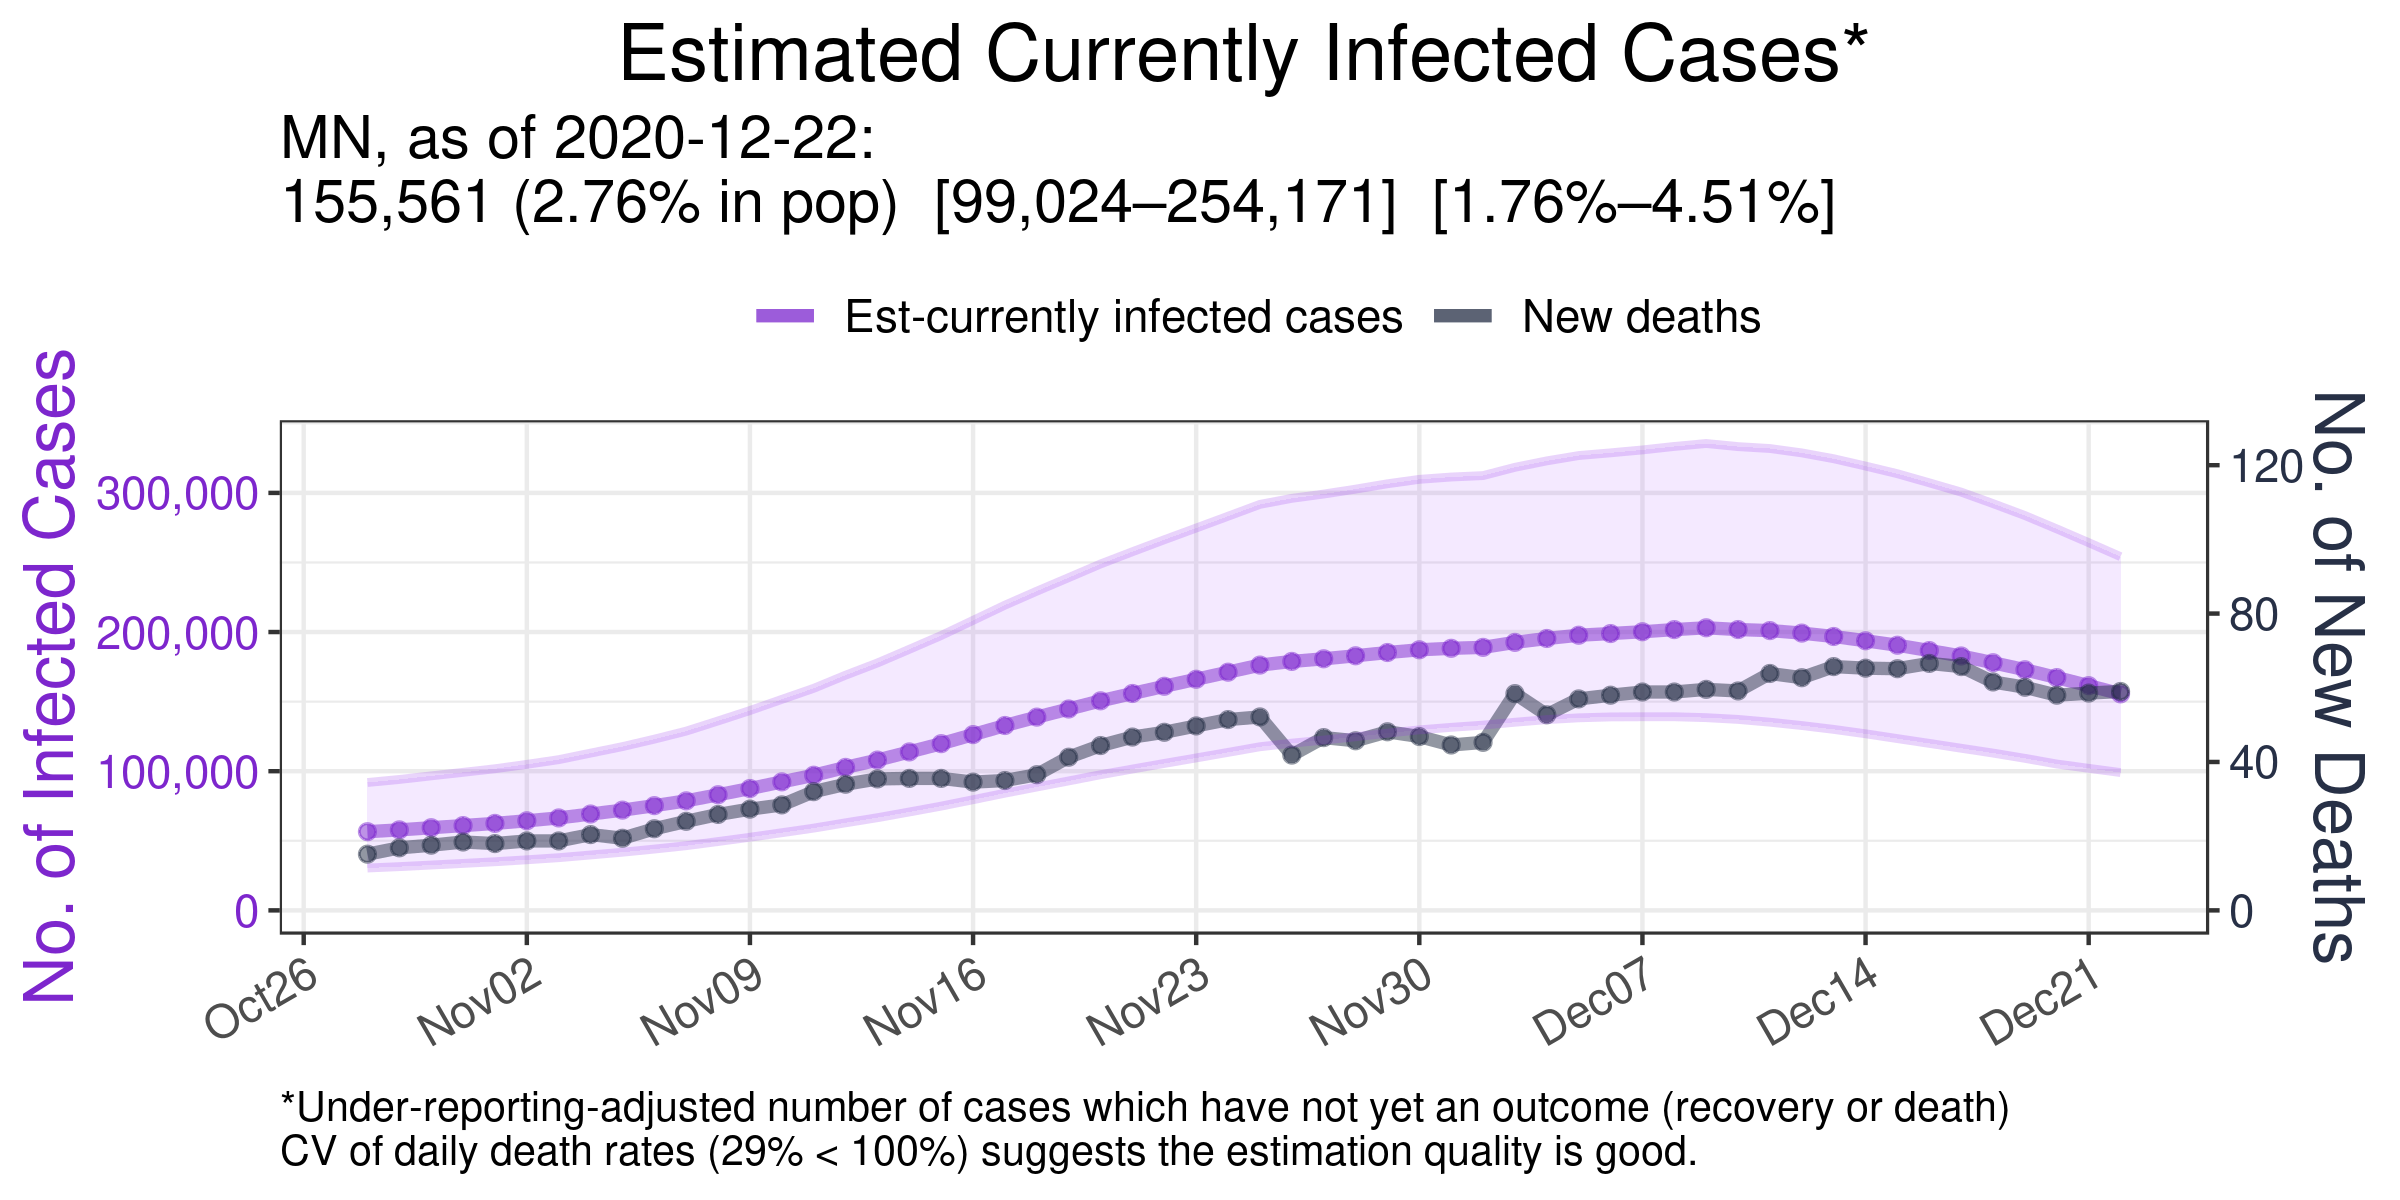 Estimated Currently Infected Cases*
MN, as of 2020-12-22:
155,561 (2.76% in pop)  [99,024–254,171]  [1.76%–4.51%]
Est-currently infected cases
New deaths
No. of Infected Cases
300,000
200,000
100,000
0
120
80
40
0
No. of New Deaths
Oct26
Nov02
Nov09
Nov16
Nov23
Nov30
Dec07
Dec14
Dec21
*Under-reporting-adjusted number of cases which have not yet an outcome (recovery or death)
CV of daily death rates (29% < 100%) suggests the estimation quality is good.